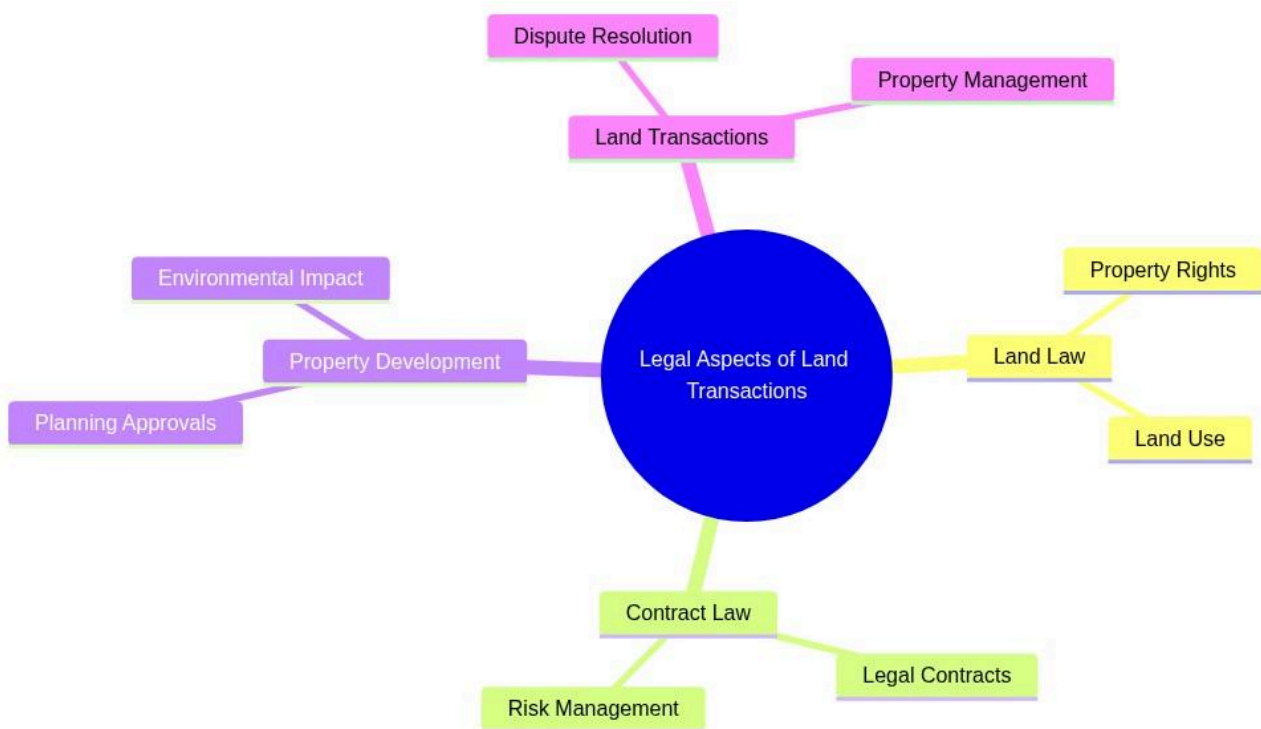 Dispute Resolution
Property Management
Land Transactions
Environmental Impact
Property Rights
Property Development
Legal Aspects of Land
Transactions
Land Law
Planning Approvals
Land Use
Contract Law
Legal Contracts
Risk Management